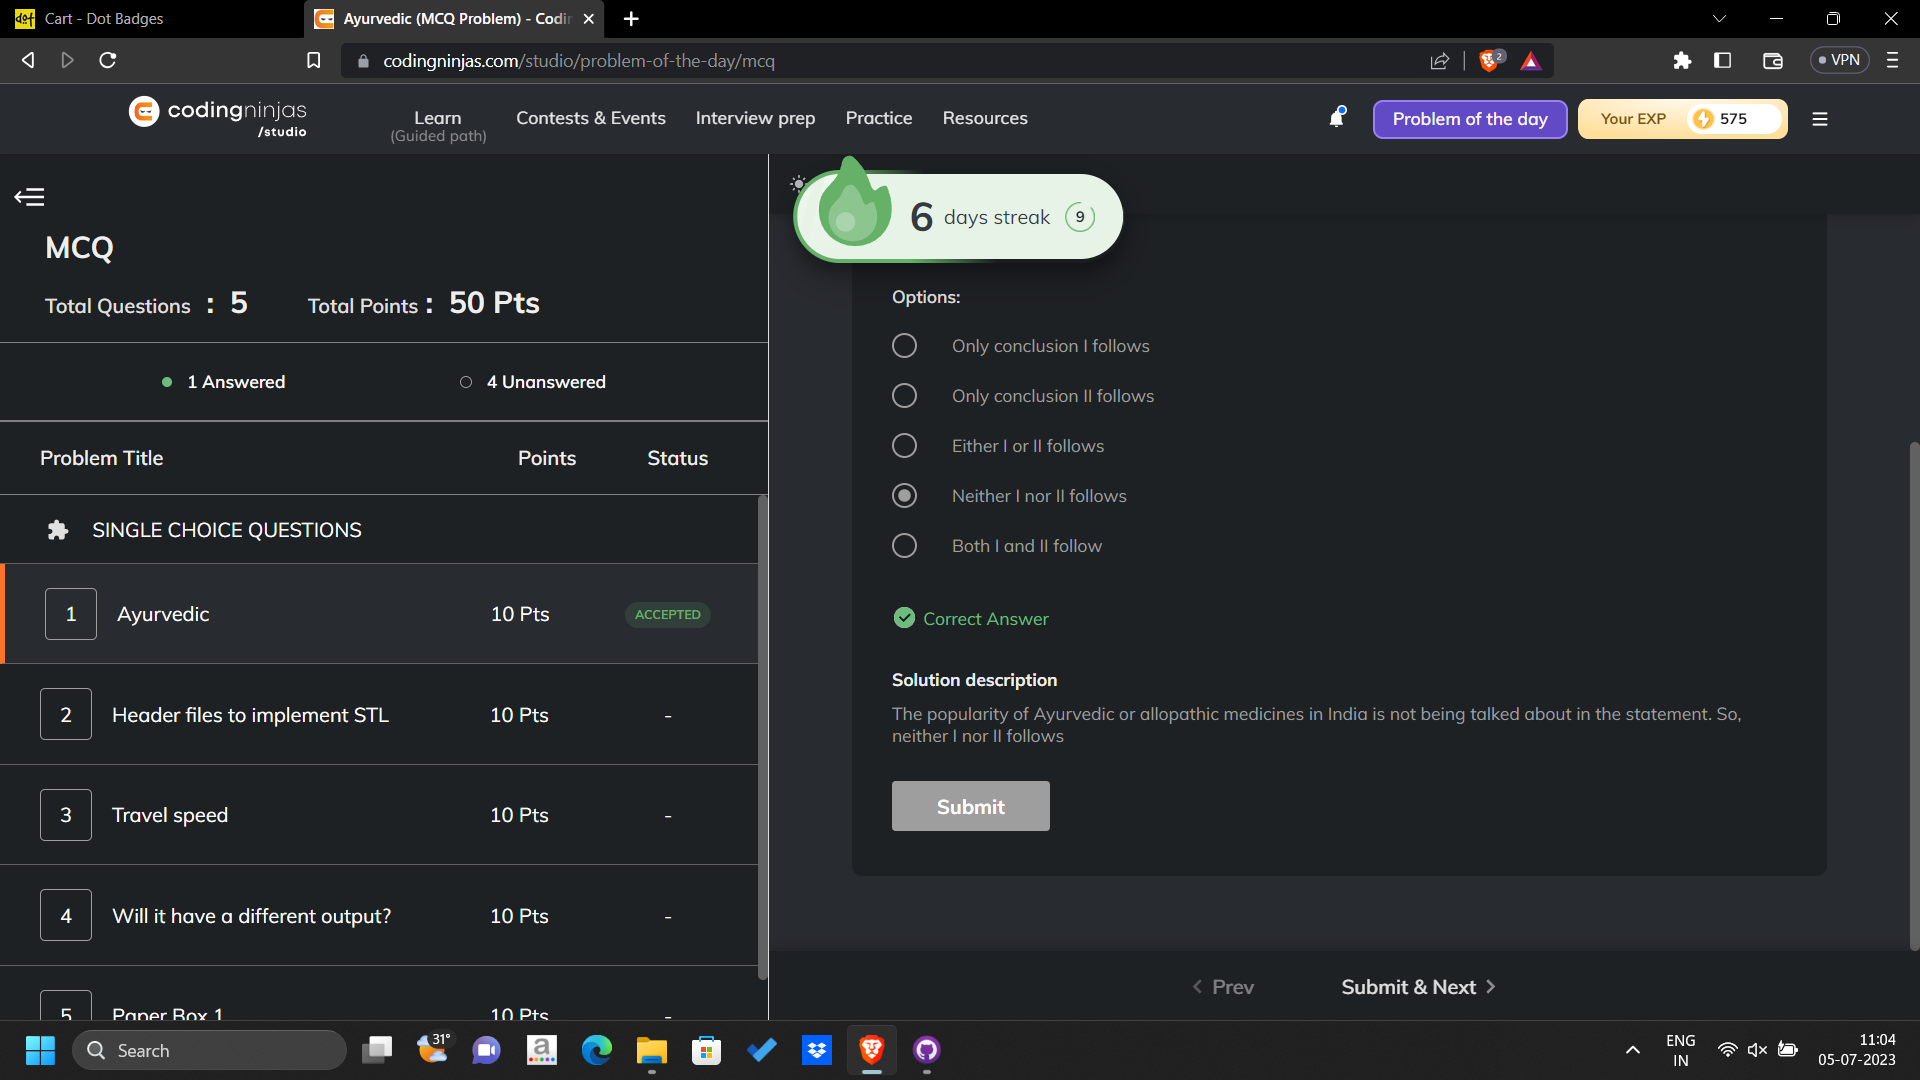 Cart - Dot Badges
Ayurvedic (MCQ Problem) - Codin
codingninjas.com/studio/problem-of-the-day/mcq
2
VPN
codingninjas
/studio
Learn
(Guided path)
Contests & Events
Interview prep
Practice
Resources
Problem of the day
Your EXP
575
6 days streak 9
MCQ
Total Questions : 5
Total Points : 50 Pts
1 Answered
4 Unanswered
Problem Title
Points
Status
SINGLE CHOICE QUESTIONS
1 Ayurvedic 10 Pts ACCEPTED
2 Header files to implement STL 10 Pts -
3 Travel speed 10 Pts -
4 Will it have a different output? 10 Pts -
5 Paper Box 1 10 Pts -
Options:
Only conclusion I follows
Only conclusion II follows
Either I or II follows
Neither I nor II follows
Both I and II follow
Correct Answer
Solution description
The popularity of Ayurvedic or allopathic medicines in India is not being talked about in the statement. So,
neither I nor II follows
Submit
Prev
Submit & Next
Search
31°
a
ENG
IN
11:04
05-07-2023